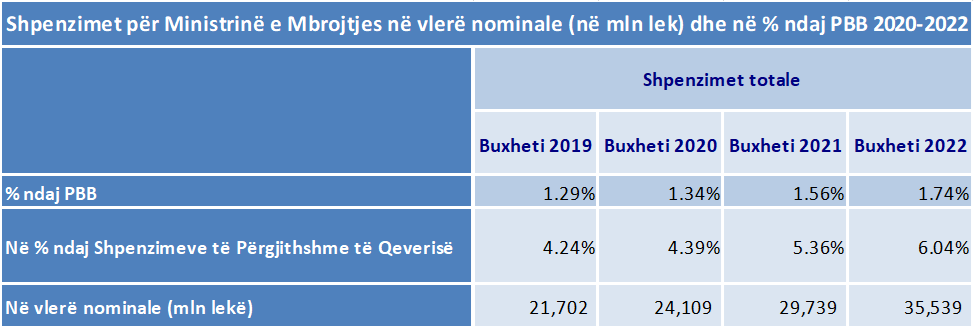 Shpenzimet për Ministrinë e Mbrojtjes në vlerë nominale (në mln lek) dhe në % ndaj PBB 2020-2022
Shpenzimet totale
Buxheti 2019 Buxheti 2020 Buxheti 2021 Buxheti 2022
% ndaj PBB 1.29% 1.34% 1.56% 1.74%
Në % ndaj Shpenzimeve të Përgjithshme të Qeverisë 4.24% 4.39% 5.36% 6.04%
Në vlerë nominale (mln lekë) 21,702 24,109 29,739 35,539